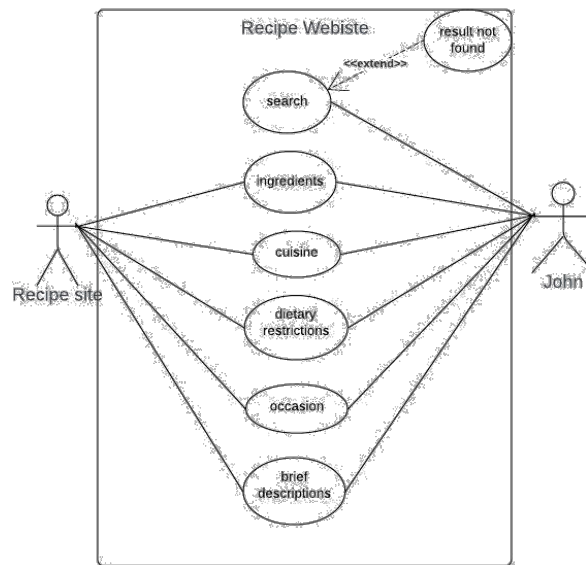 Recipe Webiste
result not
found
<<extend>>
search
ingredients
cuisine
dietary
restrictions
occasion
brief
descriptions
Recipe site
John